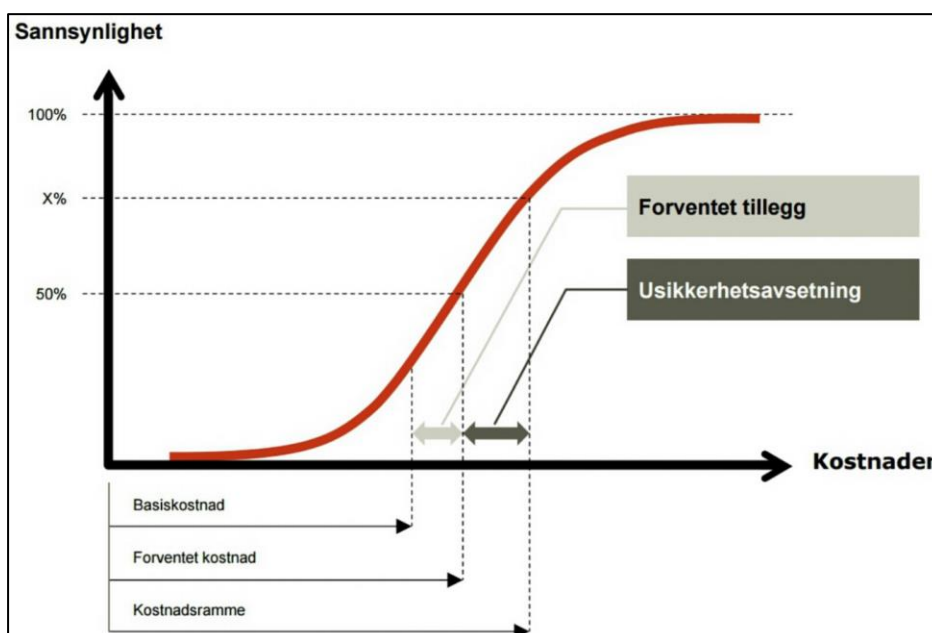 Sannsynlighet
100%
X%
50%
Forventet tillegg
Usikkerhetsavsetning
Kostnader
Basiskostnad
Forventet kostnad
Kostnadsramme